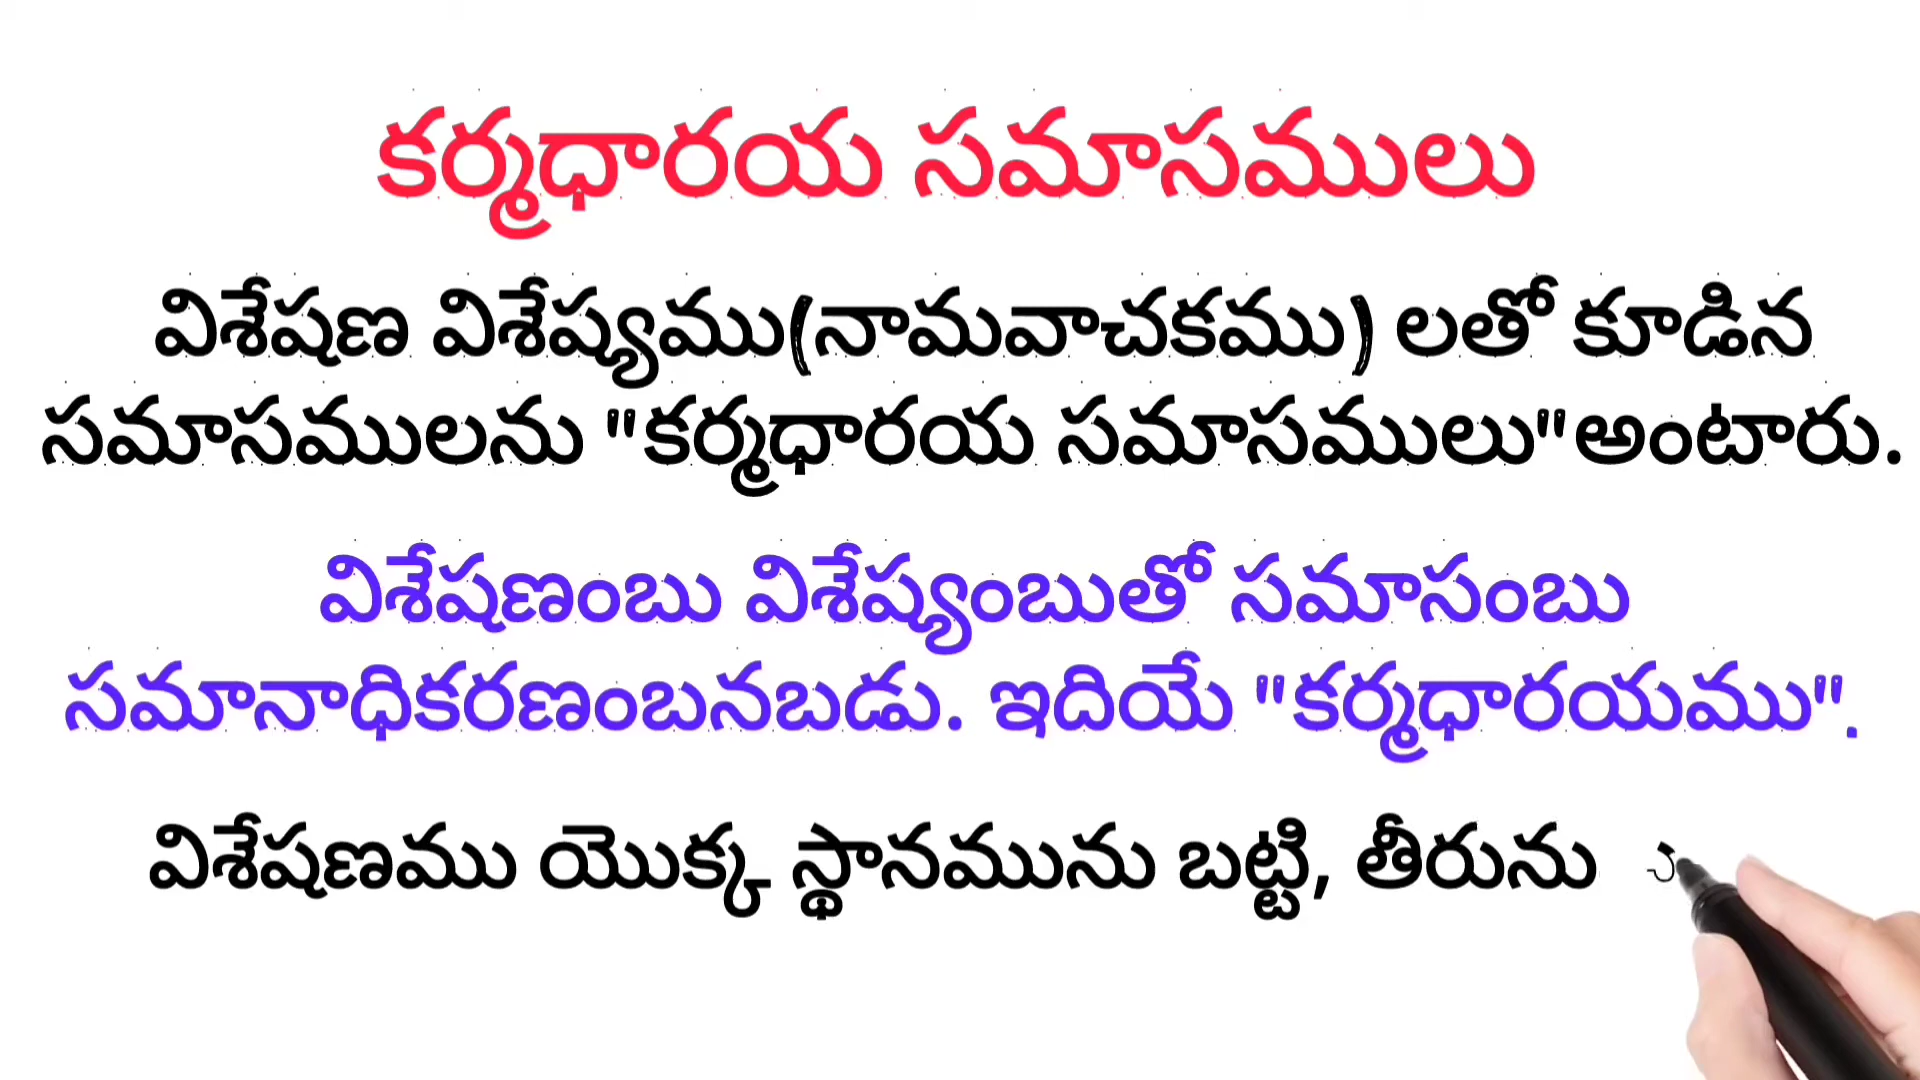 కర్మధారయ సమాసములు
విశేషణ విశేష్యము(నామవాచకము) లతో కూడిన
సమాసములను "కర్మధారయ సమాసములు"అంటారు.
విశేషణంబు విశేష్యంబుతో సమాసంబు
సమానాధికరణంబనబడు. ఇదియే "కర్మధారయము".
విశేషణము యొక్క స్థానమును బట్టి, తీరును